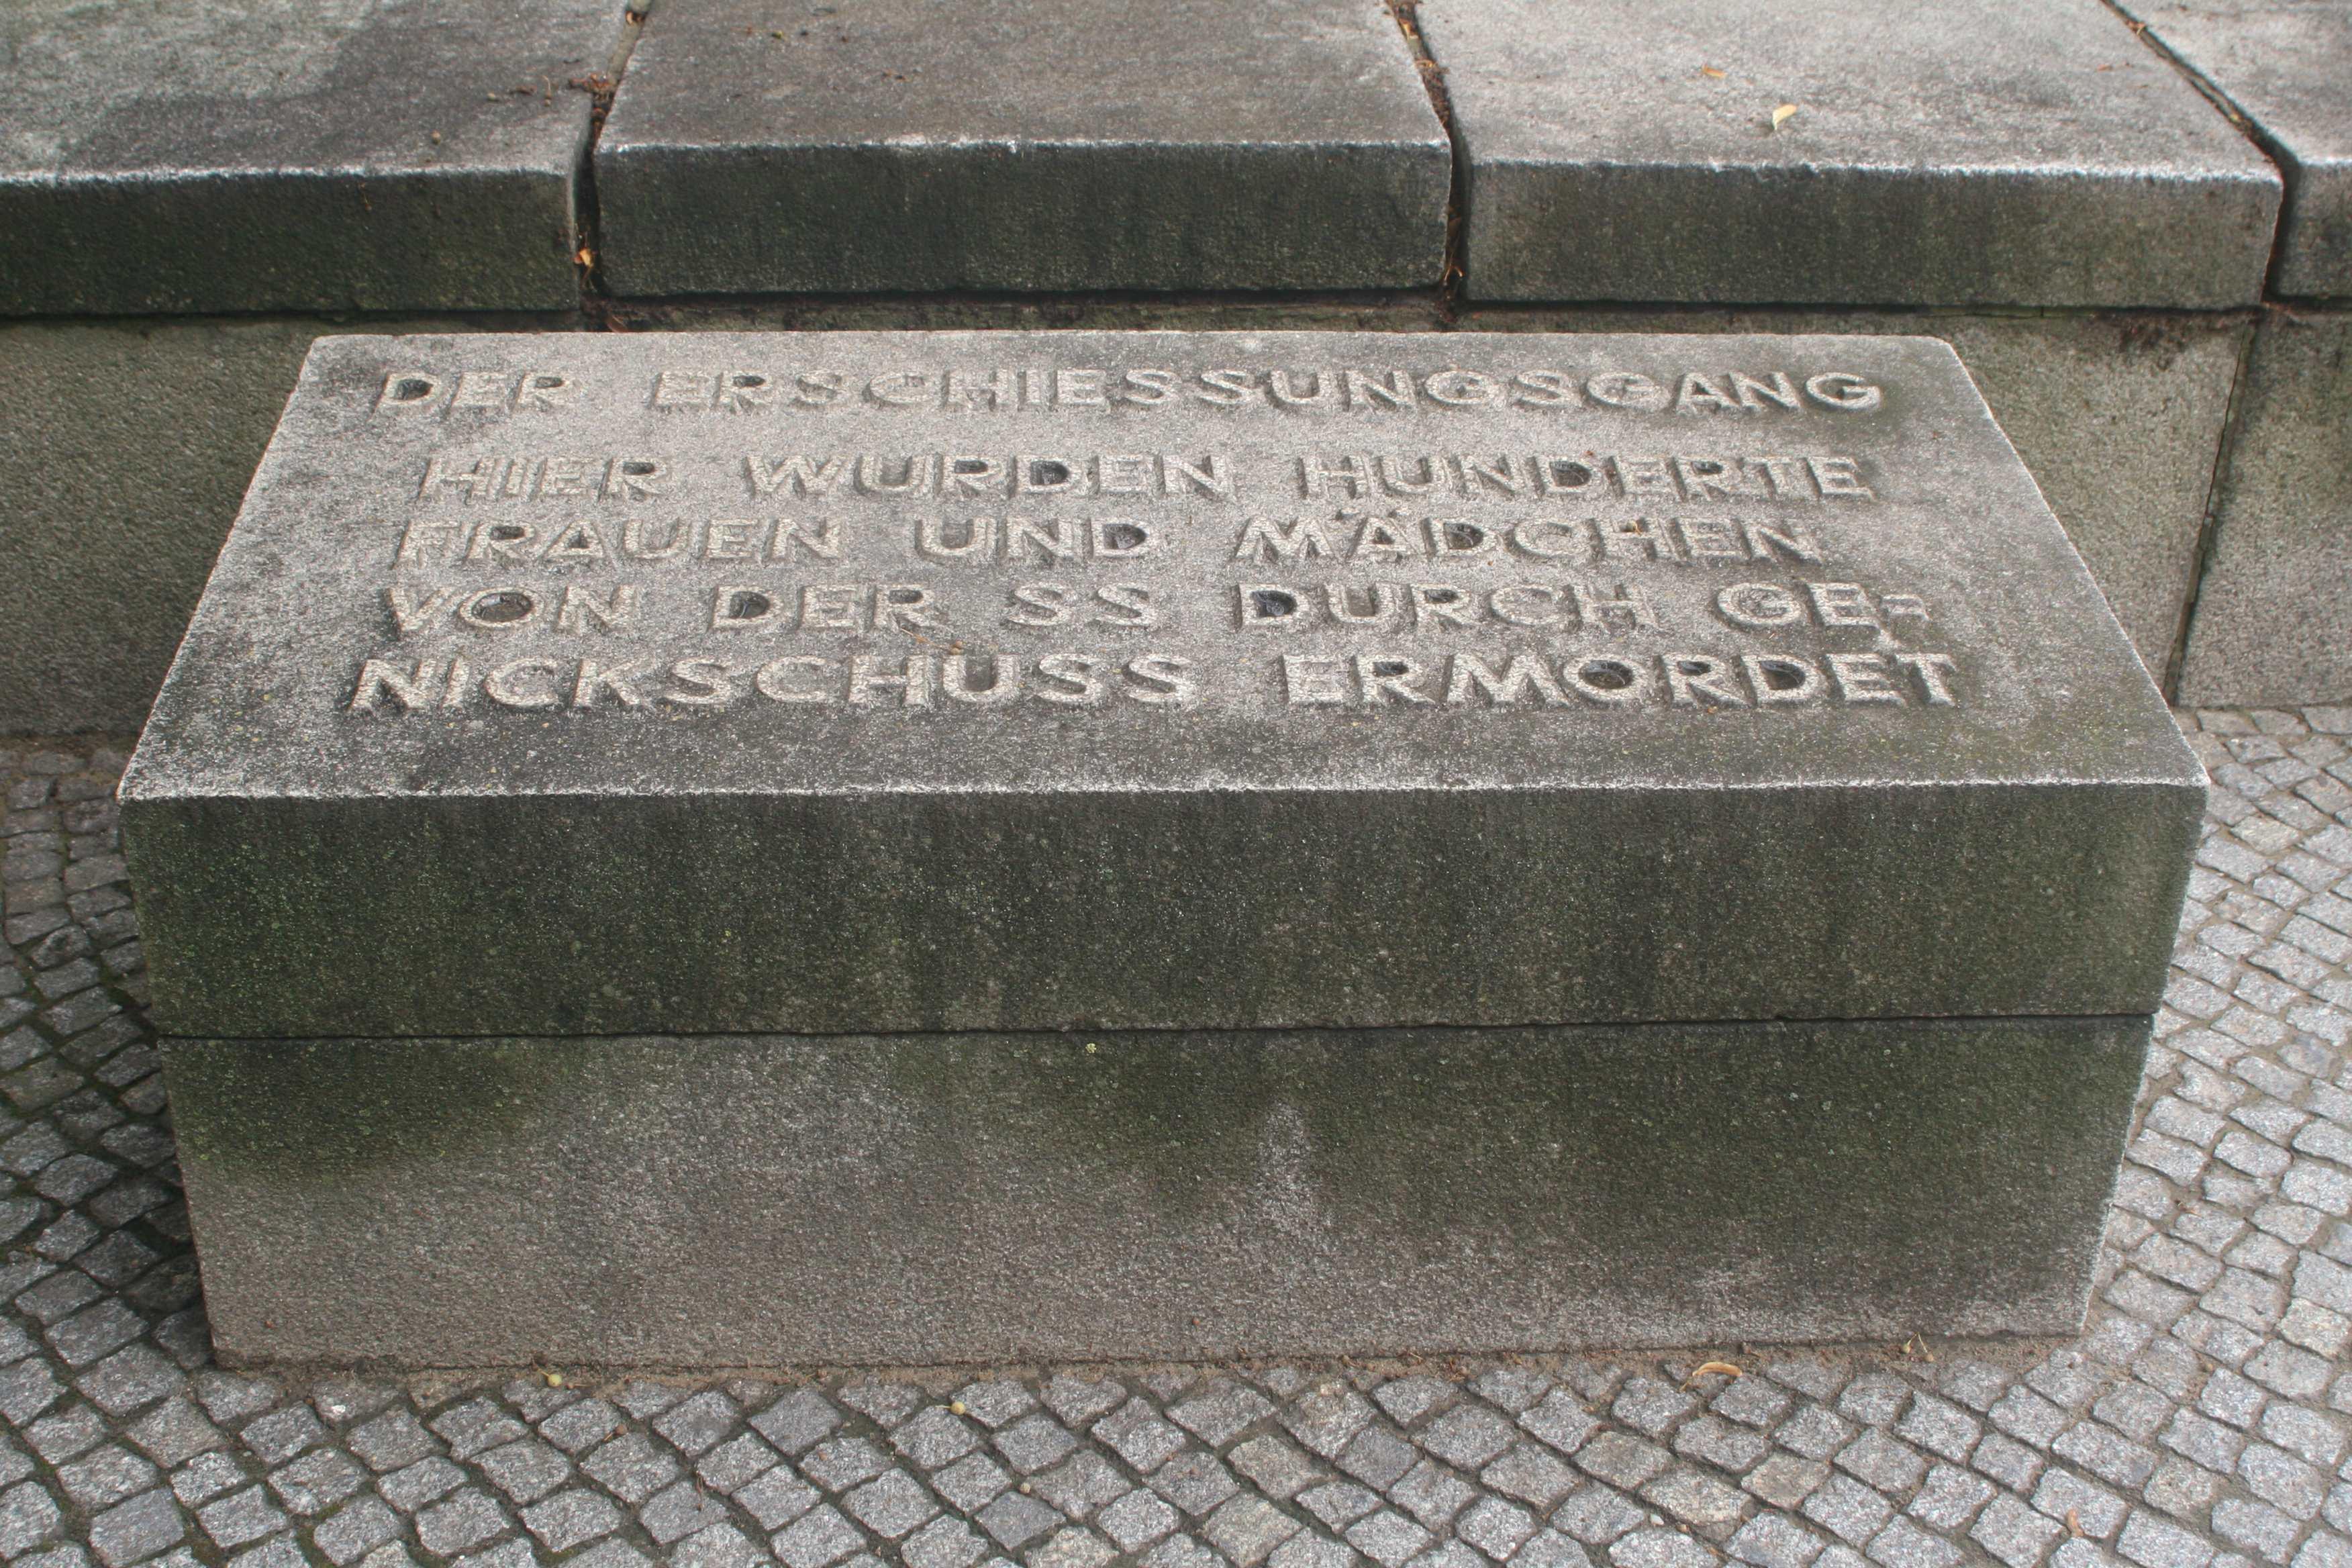 DER ERSCHIESSUNGSGANG
HIER WURDEN HUNDERTE
FRAUEN UND MÄDCHEN
VON DER SS DURCH GE=
NICKSCHUSS ERMORDET